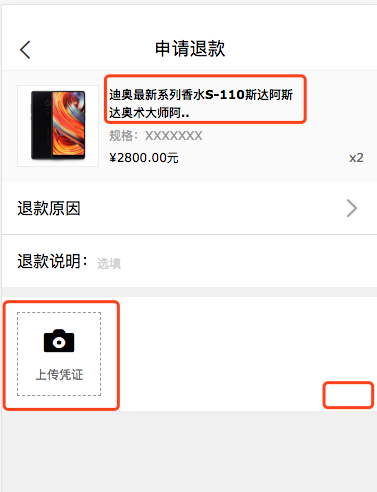 申请退款
迪奥最新系列香水S-110斯达阿斯
达奥术大师阿..
规格：XXXXXXX
¥2800.00元 x2
退款原因
退款说明：选填
上传凭证